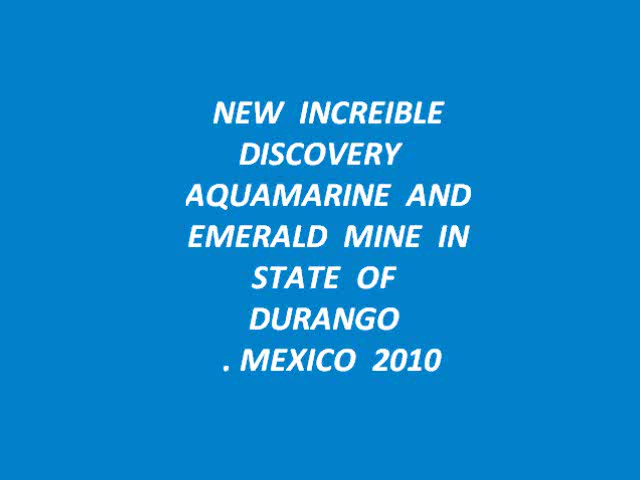 NEW INCREIBLE
DISCOVERY
AQUAMARINE AND
EMERALD MINE IN
STATE OF
DURANGO
. MEXICO 2010